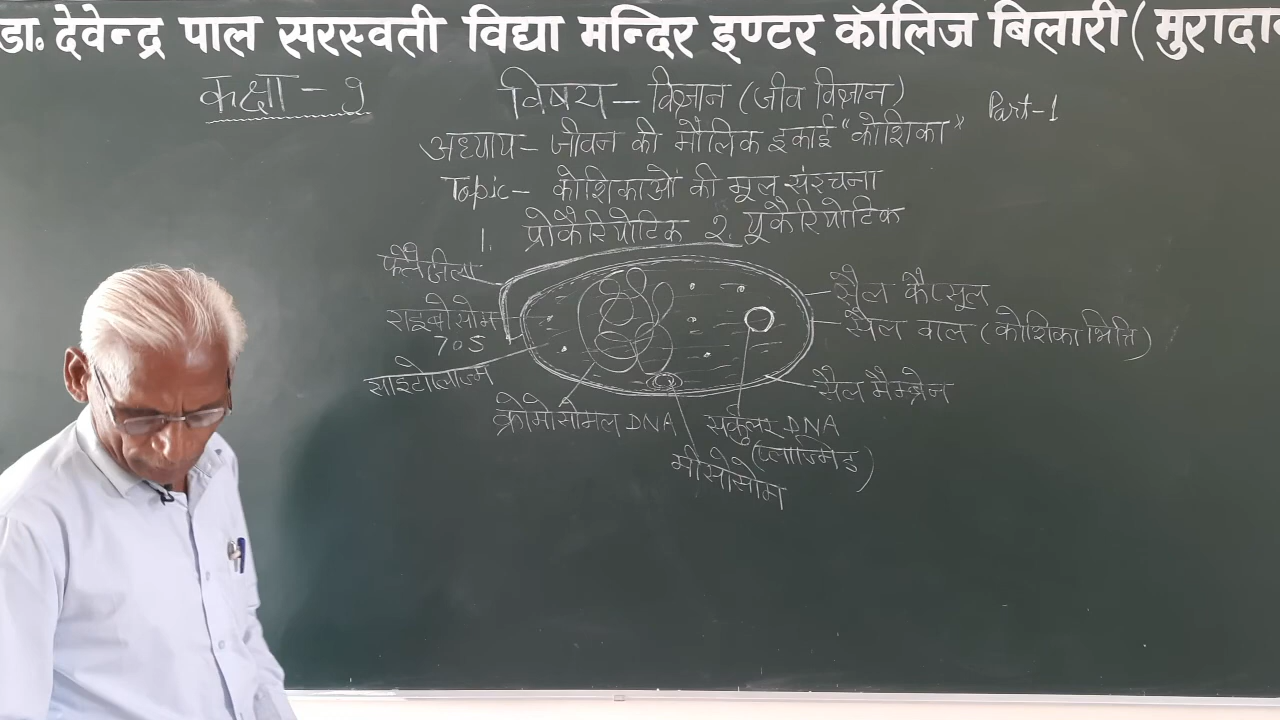 डा. देवेन्द्र पाल सरस्वती विद्या मन्दिर इण्टर कॉलिज बिलारी (मुरादा
कक्षा - 9
विषय - विज्ञान (जीव विज्ञान)
Part-1
अध्याय - जीवन की मौलिक इकाई "कोशिका"
Topic - कोशिकाओं की मूल संरचना
1. प्रोकैरियोटिक 2. यूकैरियोटिक
फ्लैजीला
सैल कैप्सूल
राइबोसोम
70S
सैल वाल (कोशिका भित्ति)
साइटोप्लाज्म
सैल मैम्ब्रेन
क्रोमोसोमल DNA
सर्कुलर DNA
(प्लाज्मिड)
मीसोसोम